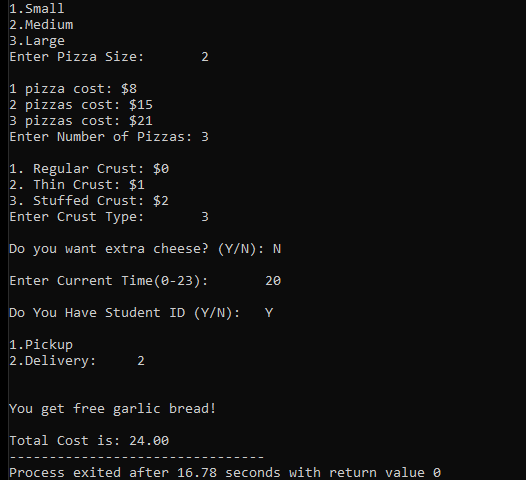 1.Small
2.Medium
3.Large
Enter Pizza Size: 2
1 pizza cost: $8
2 pizzas cost: $15
3 pizzas cost: $21
Enter Number of Pizzas: 3
1. Regular Crust: $0
2. Thin Crust: $1
3. Stuffed Crust: $2
Enter Crust Type: 3
Do you want extra cheese? (Y/N): N
Enter Current Time(0-23): 20
Do You Have Student ID (Y/N): Y
1.Pickup
2.Delivery: 2
You get free garlic bread!
Total Cost is: 24.00
--------------------------------
Process exited after 16.78 seconds with return value 0